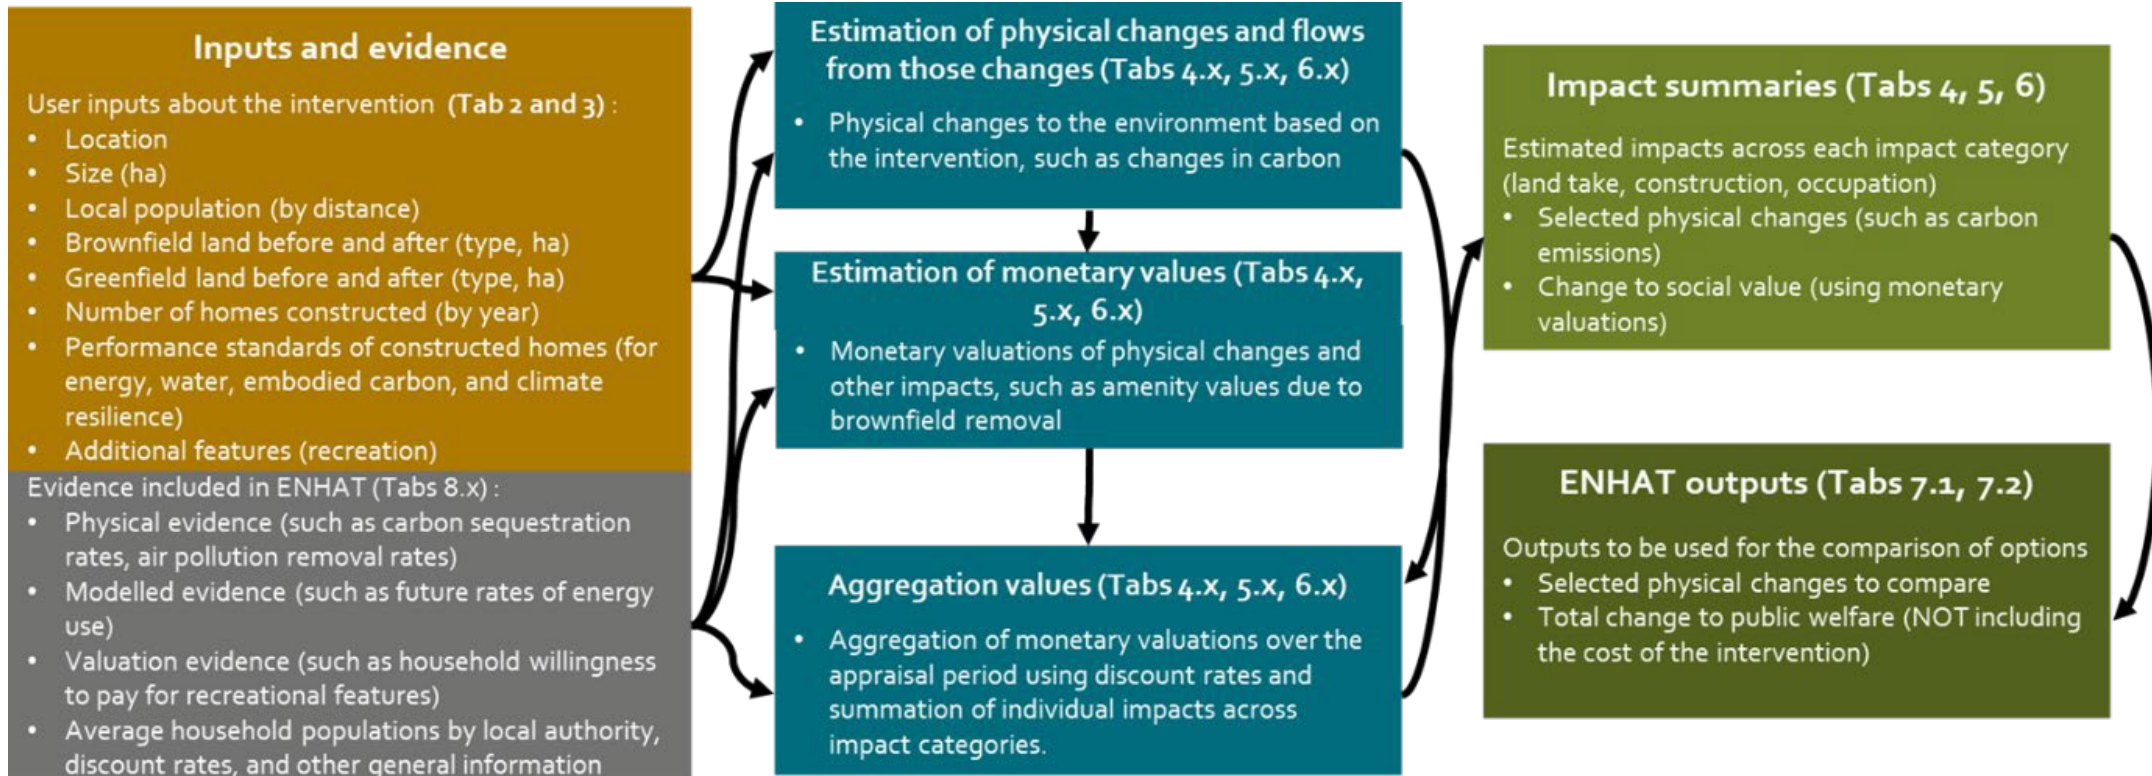 Inputs and evidence
User inputs about the intervention (Tab 2 and 3) :
• Location
• Size (ha)
• Local population (by distance)
• Brownfield land before and after (type, ha)
• Greenfield land before and after (type, ha)
• Number of homes constructed (by year)
• Performance standards of constructed homes (for
energy, water, embodied carbon, and climate
resilience)
• Additional features (recreation)
Evidence included in ENHAT (Tabs 8.x) :
• Physical evidence (such as carbon sequestration
rates, air pollution removal rates)
• Modelled evidence (such as future rates of energy
use)
• Valuation evidence (such as household willingness
to pay for recreational features)
• Average household populations by local authority,
discount rates, and other general information
Estimation of physical changes and flows
from those changes (Tabs 4.x, 5.x, 6.x)
• Physical changes to the environment based on
the intervention, such as changes in carbon
Estimation of monetary values (Tabs 4.x,
5.x, 6.x)
• Monetary valuations of physical changes and
other impacts, such as amenity values due to
brownfield removal
Aggregation values (Tabs 4.x, 5.x, 6.x)
• Aggregation of monetary valuations over the
appraisal period using discount rates and
summation of individual impacts across
impact categories.
Impact summaries (Tabs 4, 5, 6)
Estimated impacts across each impact category
(land take, construction, occupation)
• Selected physical changes (such as carbon
emissions)
• Change to social value (using monetary
valuations)
ENHAT outputs (Tabs 7.1, 7.2)
Outputs to be used for the comparison of options
• Selected physical changes to compare
• Total change to public welfare (NOT including
the cost of the intervention)